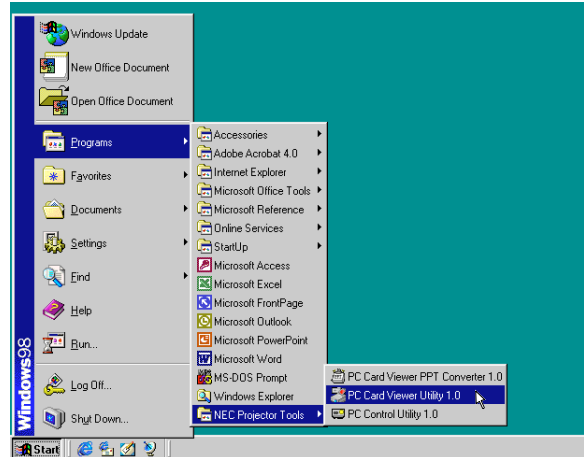 Windows Update
New Office Document
Open Office Document
Programs
Favorites
Documents
Settings
Find
Help
Run...
Log Off...
Shut Down...
Windows98
Accessories
Adobe Acrobat 4.0
Internet Explorer
Microsoft Office Tools
Microsoft Reference
Online Services
StartUp
Microsoft Access
Microsoft Excel
Microsoft FrontPage
Microsoft Outlook
Microsoft PowerPoint
Microsoft Word
MS-DOS Prompt
Windows Explorer
NEC Projector Tools
PC Card Viewer PPT Converter 1.0
PC Card Viewer Utility 1.0
PC Control Utility 1.0
Start